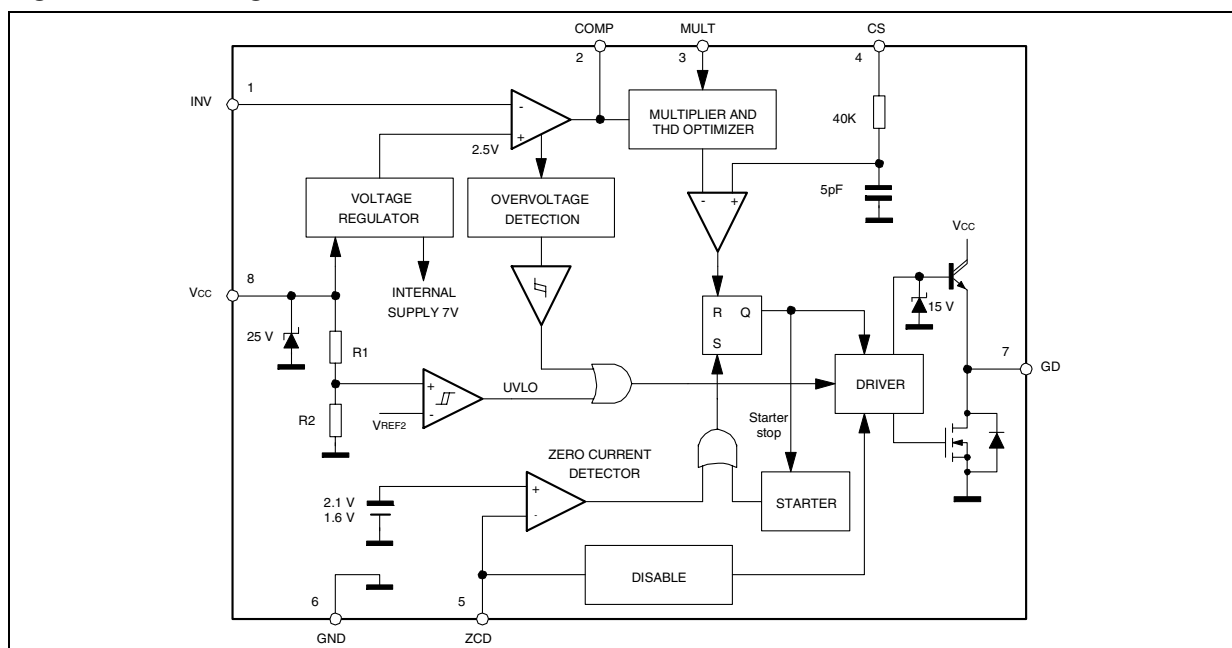 COMP
MULT
CS
2
3
4
1
INV
-
+
2.5V
MULTIPLIER AND
THD OPTIMIZER
40K
5pF
VOLTAGE
REGULATOR
OVERVOLTAGE
DETECTION
-
+
VCC
8
VCC
INTERNAL
SUPPLY 7V
25 V
R1
R Q
S
15 V
7
GD
DRIVER
UVLO
+
-
R2
VREF2
Starter
stop
ZERO CURRENT
DETECTOR
+
-
2.1 V
1.6 V
STARTER
DISABLE
6
5
GND
ZCD